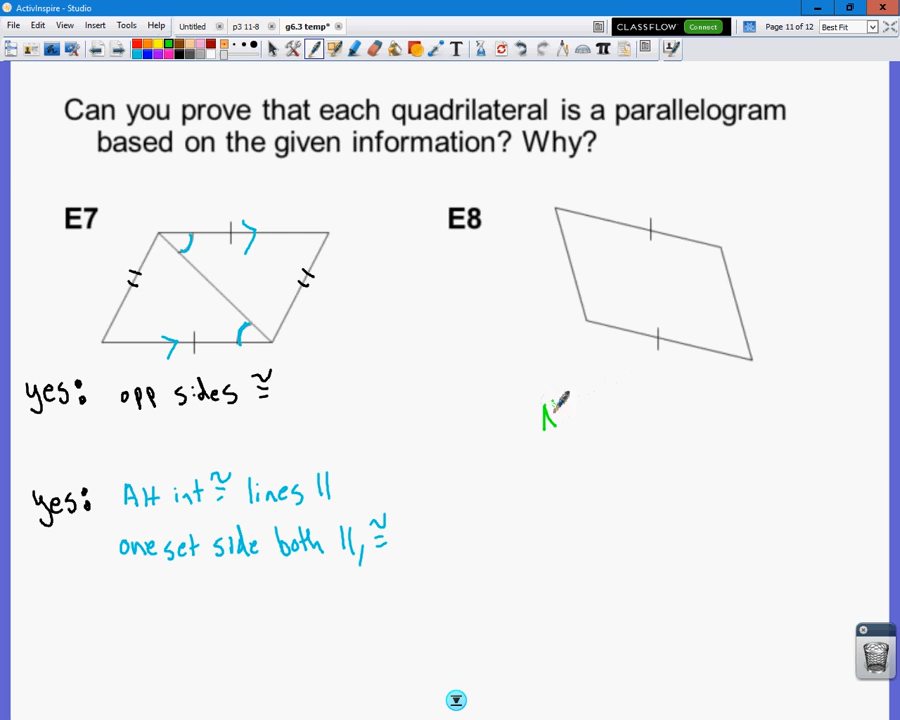 ActivInspire - Studio
File Edit View Insert Tools Help Untitled p3 11-8 g6.3 temp* CLASSFLOW Connect Page 11 of 12 Best Fit
Can you prove that each quadrilateral is a parallelogram
based on the given information? Why?
E7 E8
yes: opp sides ≅
N
yes: Alt int ≅ lines ||
one set side both ||, ≅